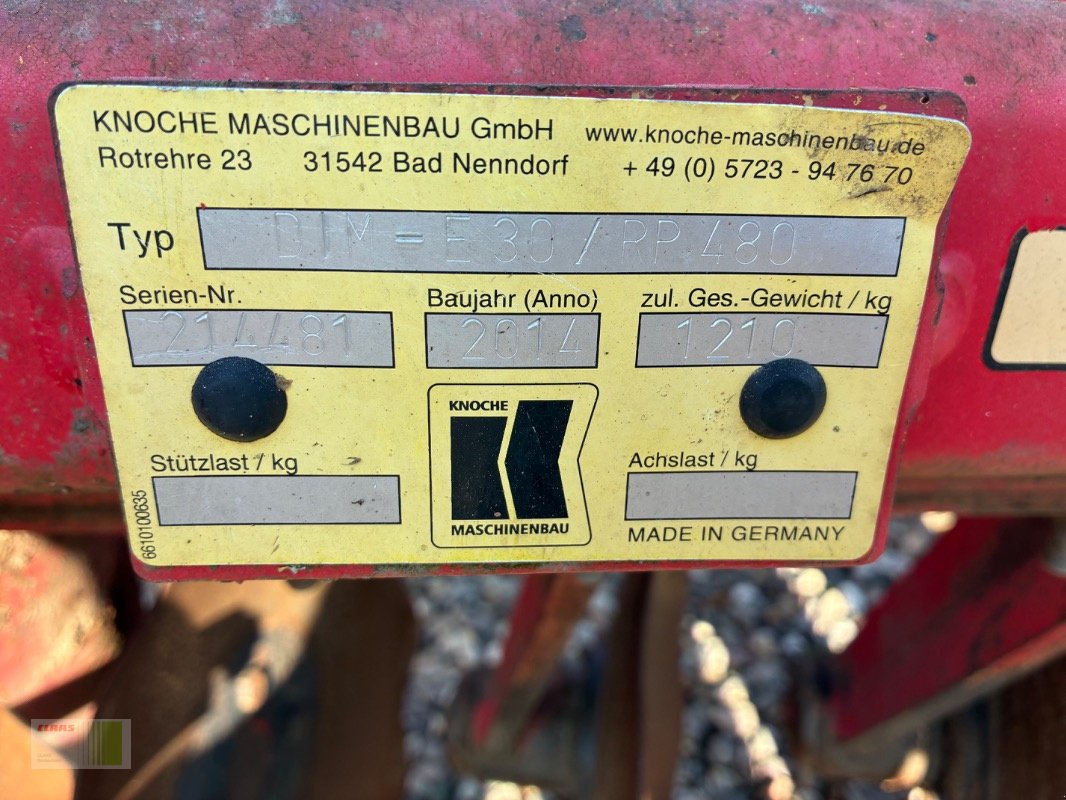 KNOCHE MASCHINENBAU GmbH www.knoche-maschinenbau.de
Rotrehre 23 31542 Bad Nenndorf + 49 (0) 5723 - 94 76 70
Typ DJM - E 30 / RP 480
Serien-Nr. Baujahr (Anno) zul. Ges.-Gewicht / kg
214481 2014 1210
KNOCHE
MASCHINENBAU
Stützlast / kg Achslast / kg
MADE IN GERMANY
6610100635
CLAAS